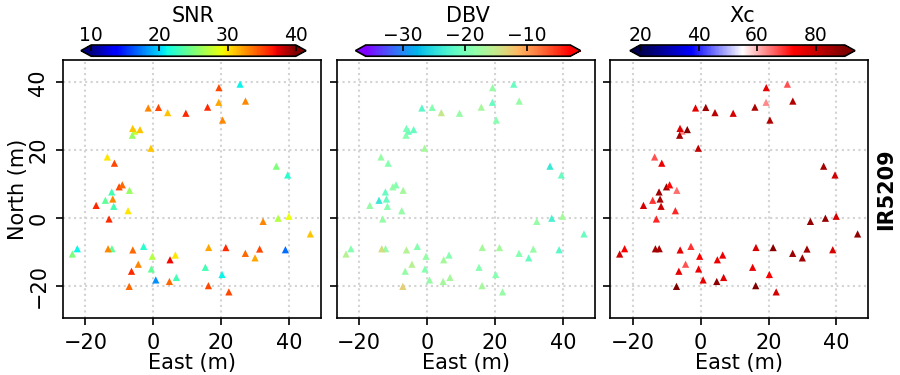 SNR DBV Xc
10 20 30 40 −30 −20 −10 20 40 60 80
North (m)
40
20
0
−20
−20 0 20 40 −20 0 20 40 −20 0 20 40
East (m) East (m) East (m)
IR5209